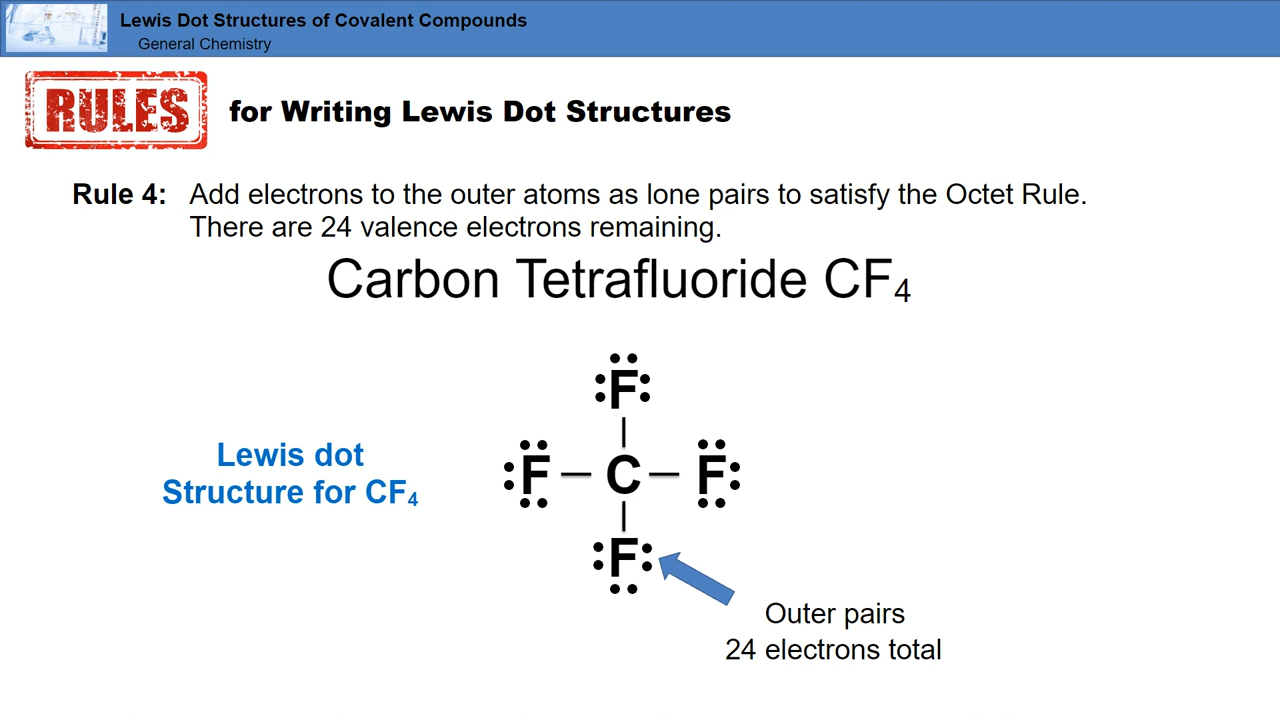 Lewis Dot Structures of Covalent Compounds
General Chemistry
RULES for Writing Lewis Dot Structures
Rule 4: Add electrons to the outer atoms as lone pairs to satisfy the Octet Rule.
There are 24 valence electrons remaining.
Carbon Tetrafluoride CF₄
F
Lewis dot
Structure for CF₄
F – C – F
F
Outer pairs
24 electrons total